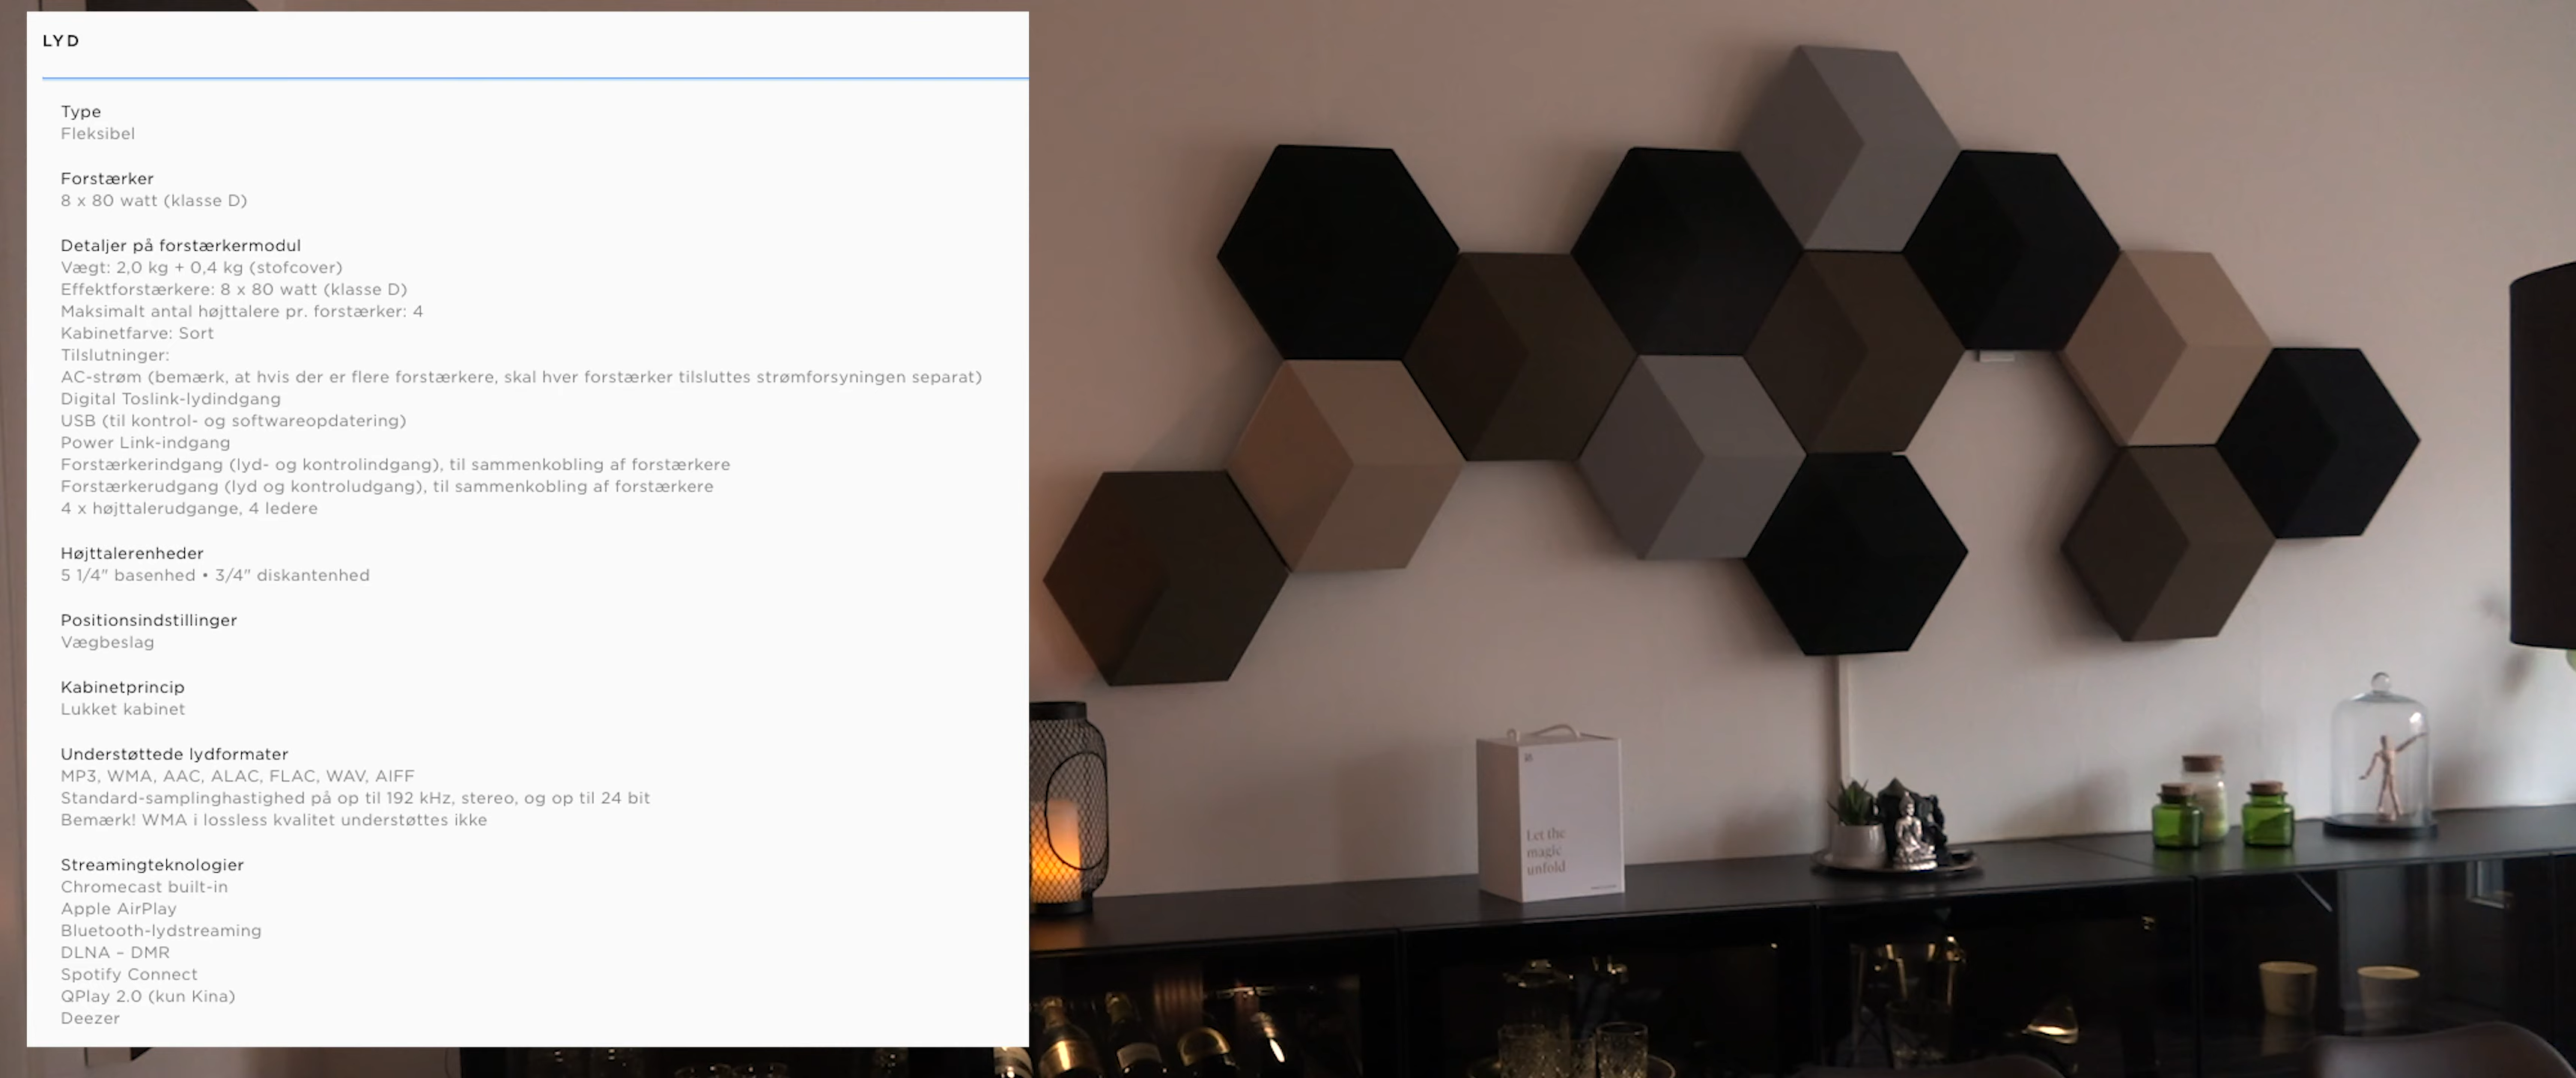 LYD
Type
Fleksibel
Forstærker
8 x 80 watt (klasse D)
Detaljer på forstærkermodul
Vægt: 2,0 kg + 0,4 kg (stofcover)
Effektforstærkere: 8 x 80 watt (klasse D)
Maksimalt antal højttalere pr. forstærker: 4
Kabinetfarve: Sort
Tilslutninger:
AC-strøm (bemærk, at hvis der er flere forstærkere, skal hver forstærker tilsluttes strømforsyningen separat)
Digital Toslink-lydindgang
USB (til kontrol- og softwareopdatering)
Power Link-indgang
Forstærkerindgang (lyd- og kontrolindgang), til sammenkobling af forstærkere
Forstærkerudgang (lyd og kontroludgang), til sammenkobling af forstærkere
4 x højttalerudgange, 4 ledere
Højttalerenheder
5 1/4" basenhed • 3/4" diskantenhed
Positionsindstillinger
Vægbeslag
Kabinetprincip
Lukket kabinet
Understøttede lydformater
MP3, WMA, AAC, ALAC, FLAC, WAV, AIFF
Standard-samplinghastighed på op til 192 kHz, stereo, og op til 24 bit
Bemærk! WMA i lossless kvalitet understøttes ikke
Streamingteknologier
Chromecast built-in
Apple AirPlay
Bluetooth-lydstreaming
DLNA – DMR
Spotify Connect
QPlay 2.0 (kun Kina)
Deezer
Let the
magic
unfold